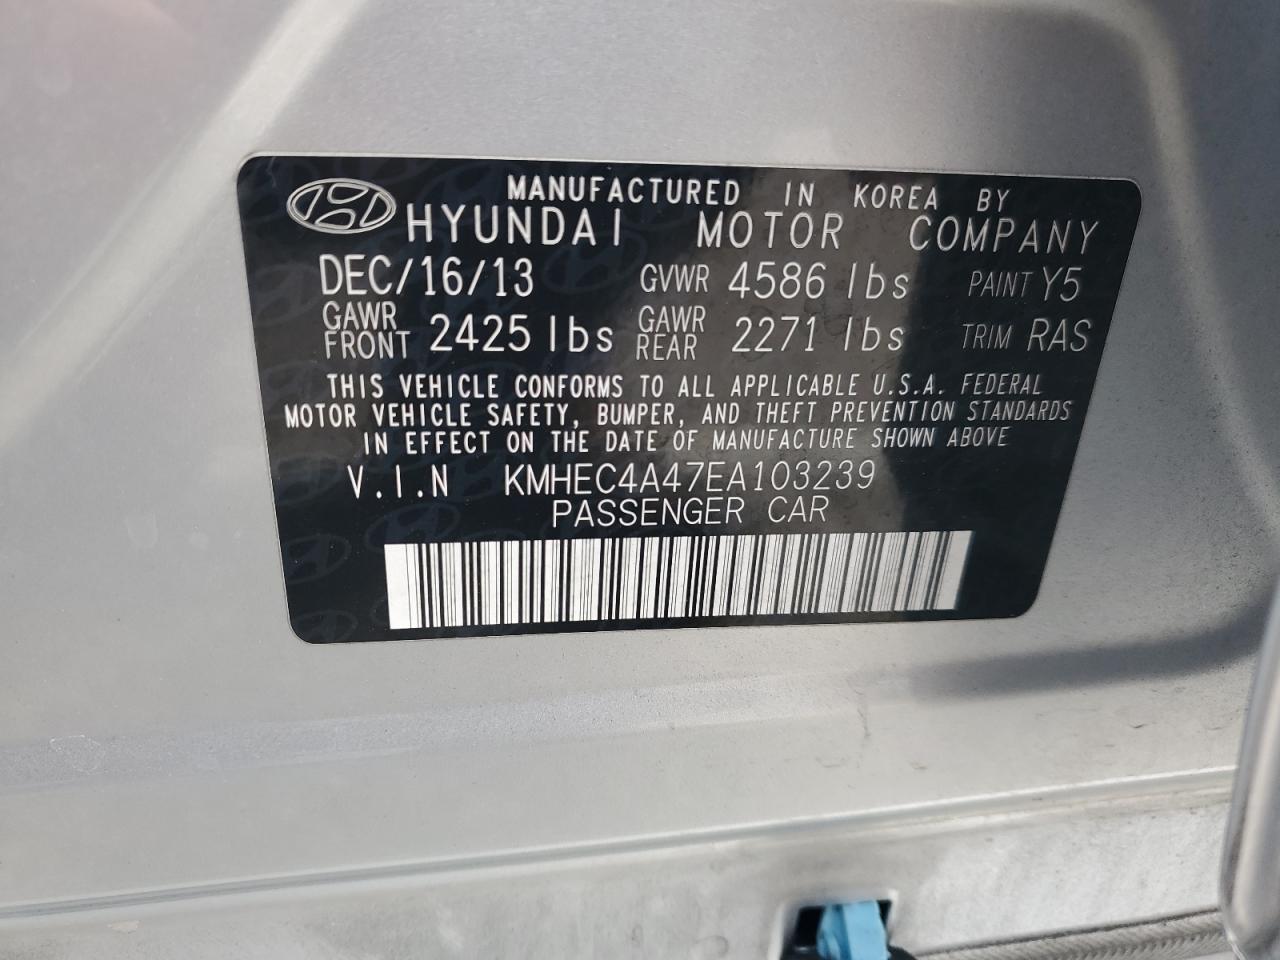 MANUFACTURED IN KOREA BY
HYUNDAI MOTOR COMPANY
DEC/16/13 GVWR 4586 lbs PAINT Y5
GAWR FRONT 2425 lbs GAWR REAR 2271 lbs TRIM RAS
THIS VEHICLE CONFORMS TO ALL APPLICABLE U.S.A. FEDERAL
MOTOR VEHICLE SAFETY, BUMPER, AND THEFT PREVENTION STANDARDS
IN EFFECT ON THE DATE OF MANUFACTURE SHOWN ABOVE
V.I.N KMHEC4A47EA103239
PASSENGER CAR